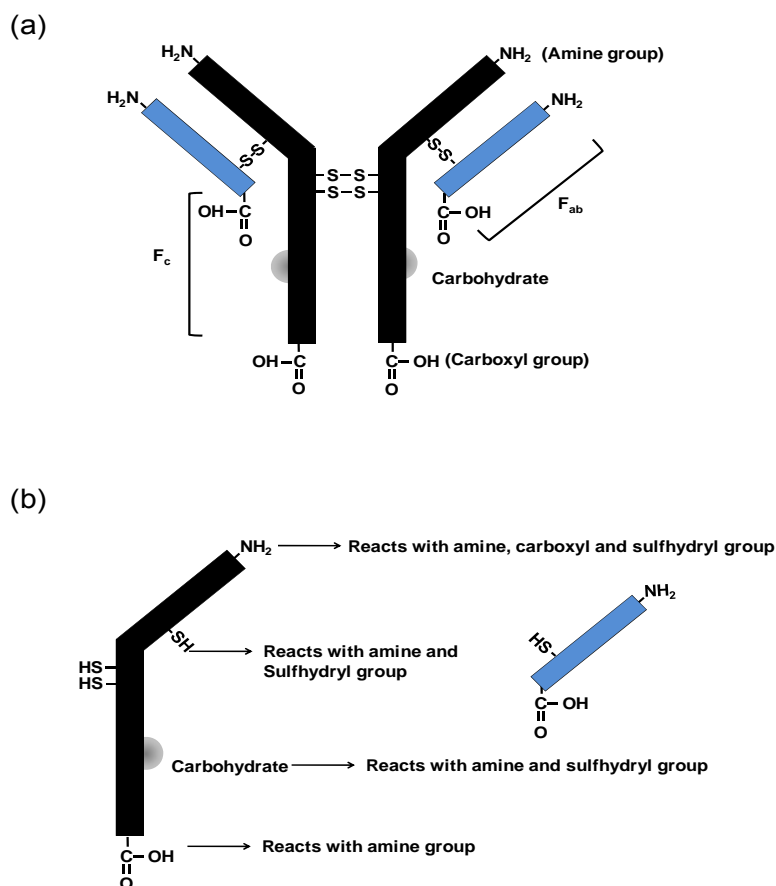 (a)
H₂N
NH₂ (Amine group)
H₂N
NH₂
S-S
S-S
S–S
S–S
OH–C
O
C–OH
O
Fab
Fc
Carbohydrate
OH–C
O
C–OH (Carboxyl group)
O
(b)
NH₂
Reacts with amine, carboxyl and sulfhydryl group
NH₂
SH
HS
Reacts with amine and
Sulfhydryl group
HS
HS
C–OH
O
Carbohydrate
Reacts with amine and sulfhydryl group
C–OH
O
Reacts with amine group